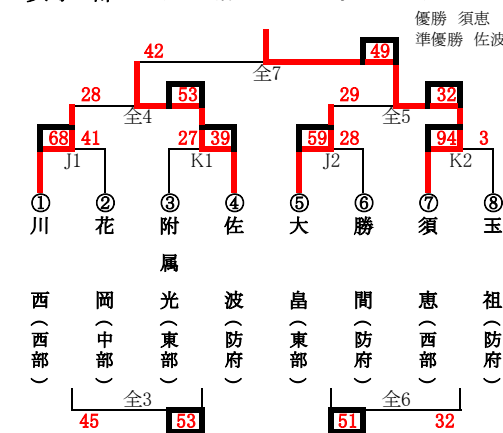 優勝 須恵
準優勝 佐波
42 49
全7
28 53 29 32
全4 全5
68 41 27 39 59 28 94 3
J1 K1 J2 K2
① ② ③ ④ ⑤ ⑥ ⑦ ⑧
川西(西部)
花岡(中部)
附属光(東部)
佐波(防府)
大畠(東部)
勝間(防府)
須恵(西部)
玉祖(防府)
全3 全6
45 53 51 32